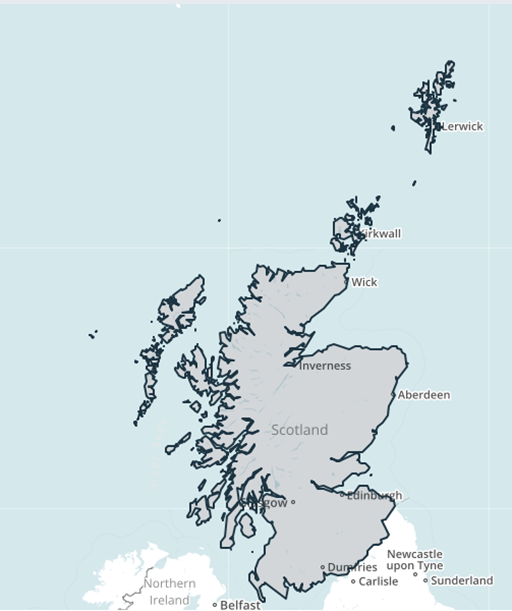 Lerwick
Kirkwall
Wick
Inverness
Aberdeen
Scotland
Edinburgh
Glasgow
Dumfries
Newcastle
upon Tyne
Carlisle
Sunderland
Northern
Ireland
Belfast